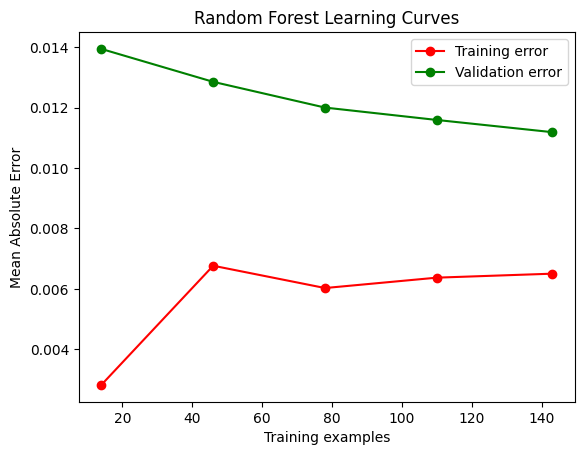 Random Forest Learning Curves
Training error
Validation error
Mean Absolute Error
0.014
0.012
0.010
0.008
0.006
0.004
20 40 60 80 100 120 140
Training examples